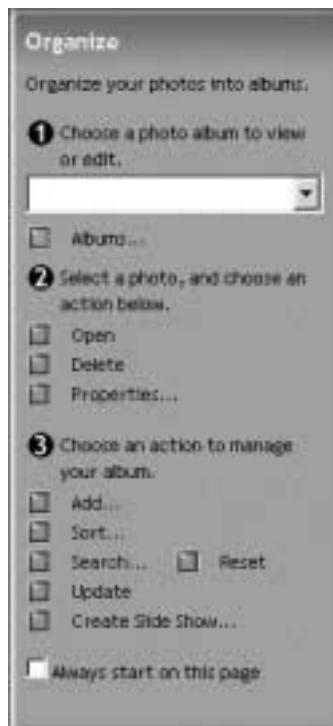 Organize
Organize your photos into albums.
1 Choose a photo album to view
or edit.
Albums...
2 Select a photo, and choose an
action below.
Open
Delete
Properties...
3 Choose an action to manage
your album.
Add...
Sort...
Search... Reset
Update
Create Slide Show...
Always start on this page